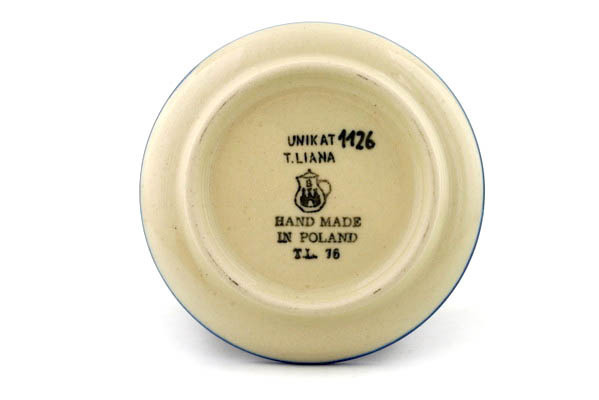 UNIKAT 1126
T.LIANA
B
HAND MADE
IN POLAND
T.L. 76